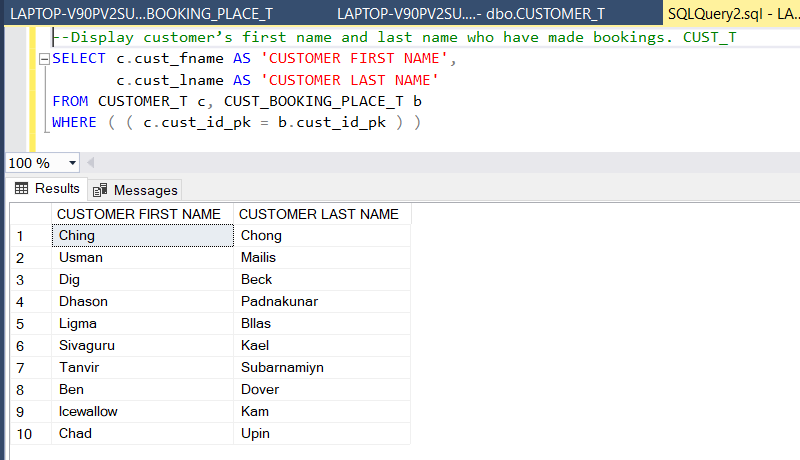 LAPTOP-V90PV2SU...BOOKING_PLACE_T LAPTOP-V90PV2SU....- dbo.CUSTOMER_T SQLQuery2.sql - LA...
--Display customer’s first name and last name who have made bookings. CUST_T
SELECT c.cust_fname AS 'CUSTOMER FIRST NAME',
c.cust_lname AS 'CUSTOMER LAST NAME'
FROM CUSTOMER_T c, CUST_BOOKING_PLACE_T b
WHERE ( ( c.cust_id_pk = b.cust_id_pk ) )
100 %
Results Messages
CUSTOMER FIRST NAME CUSTOMER LAST NAME
1 Ching Chong
2 Usman Mailis
3 Dig Beck
4 Dhason Padnakunar
5 Ligma Bllas
6 Sivaguru Kael
7 Tanvir Subarnamiyn
8 Ben Dover
9 Icewallow Kam
10 Chad Upin